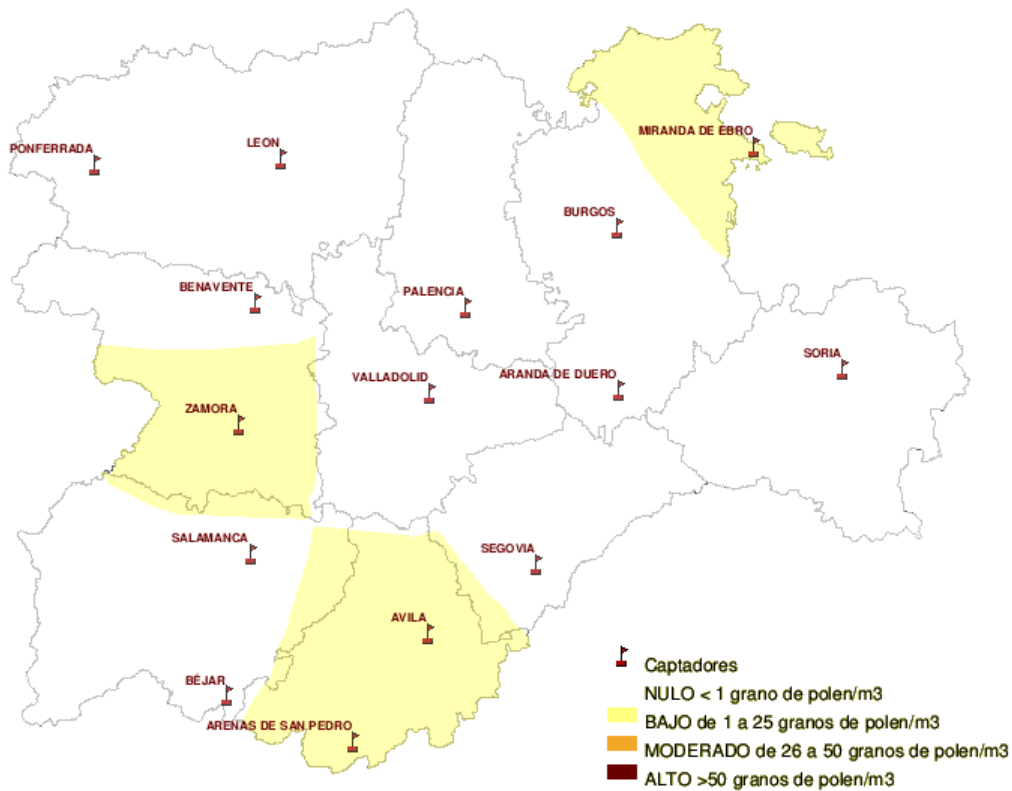 MIRANDA DE EBRO
PONFERRADA
LEON
BURGOS
BENAVENTE
PALENCIA
SORIA
VALLADOLID
ARANDA DE DUERO
ZAMORA
SALAMANCA
SEGOVIA
AVILA
BÉJAR
ARENAS DE SAN PEDRO
Captadores
NULO < 1 grano de polen/m3
BAJO de 1 a 25 granos de polen/m3
MODERADO de 26 a 50 granos de polen/m3
ALTO >50 granos de polen/m3